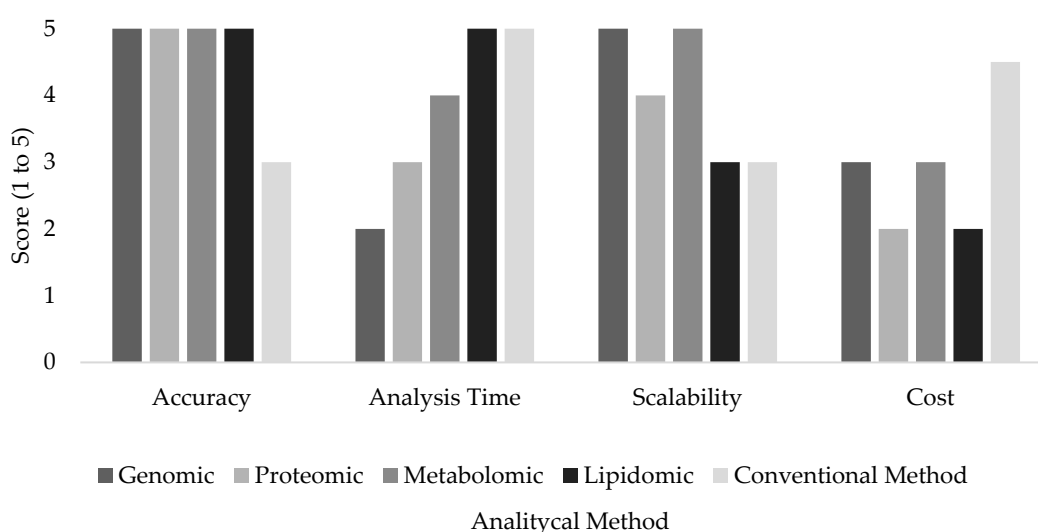 5
4
3
2
1
0
Score (1 to 5)
Accuracy Analysis Time Scalability Cost
Genomic Proteomic Metabolomic Lipidomic Conventional Method
Analitycal Method